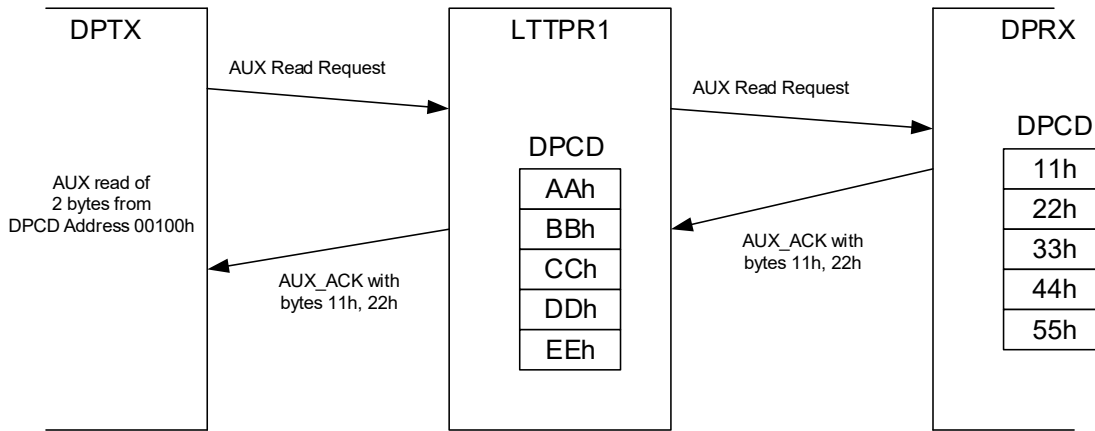 DPTX
LTTPR1
DPRX
AUX Read Request
AUX Read Request
AUX read of
2 bytes from
DPCD Address 00100h
DPCD
AAh
BBh
CCh
DDh
EEh
DPCD
11h
22h
33h
44h
55h
AUX_ACK with
bytes 11h, 22h
AUX_ACK with
bytes 11h, 22h